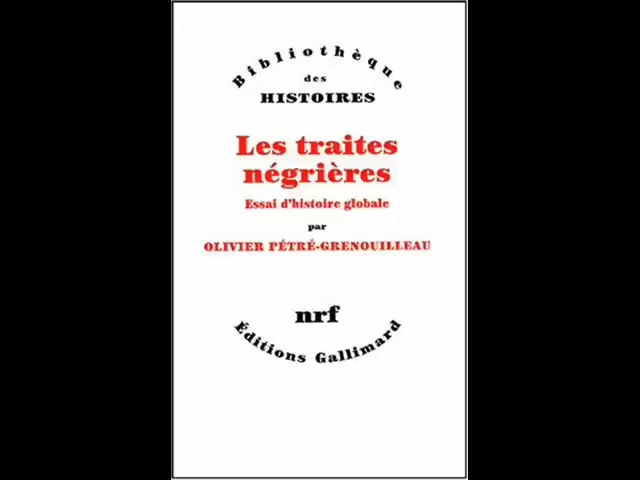 Bibliothèque
des
HISTOIRES
Les traites
négrières
Essai d'histoire globale
par
OLIVIER PÉTRÉ-GRENOUILLEAU
nrf
Éditions Gallimard